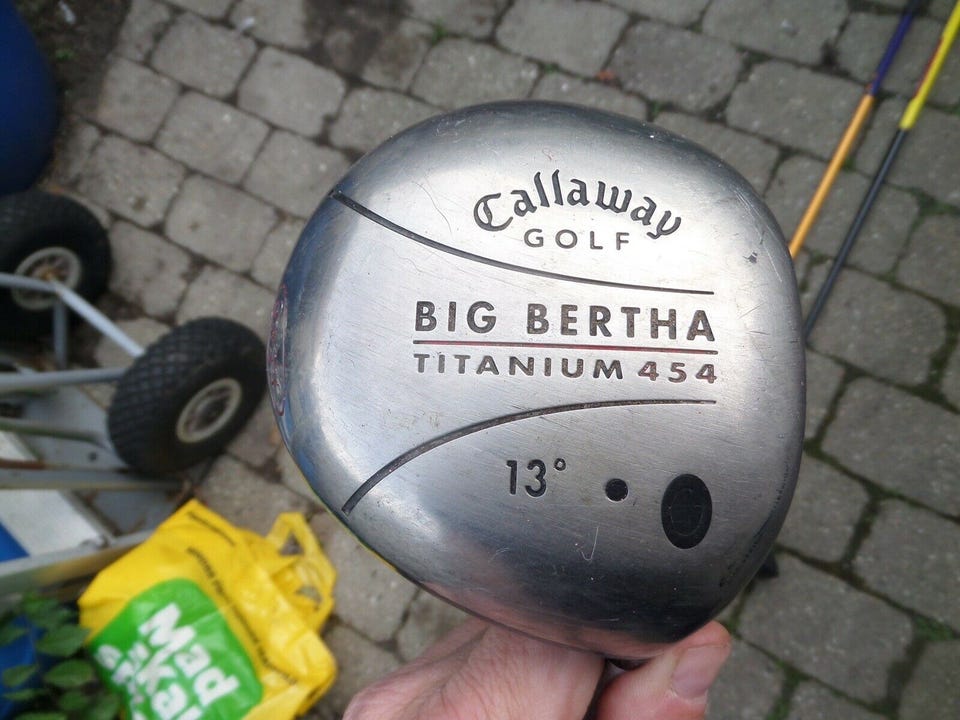 Callaway
GOLF
BIG BERTHA
TITANIUM 454
13°
Mad